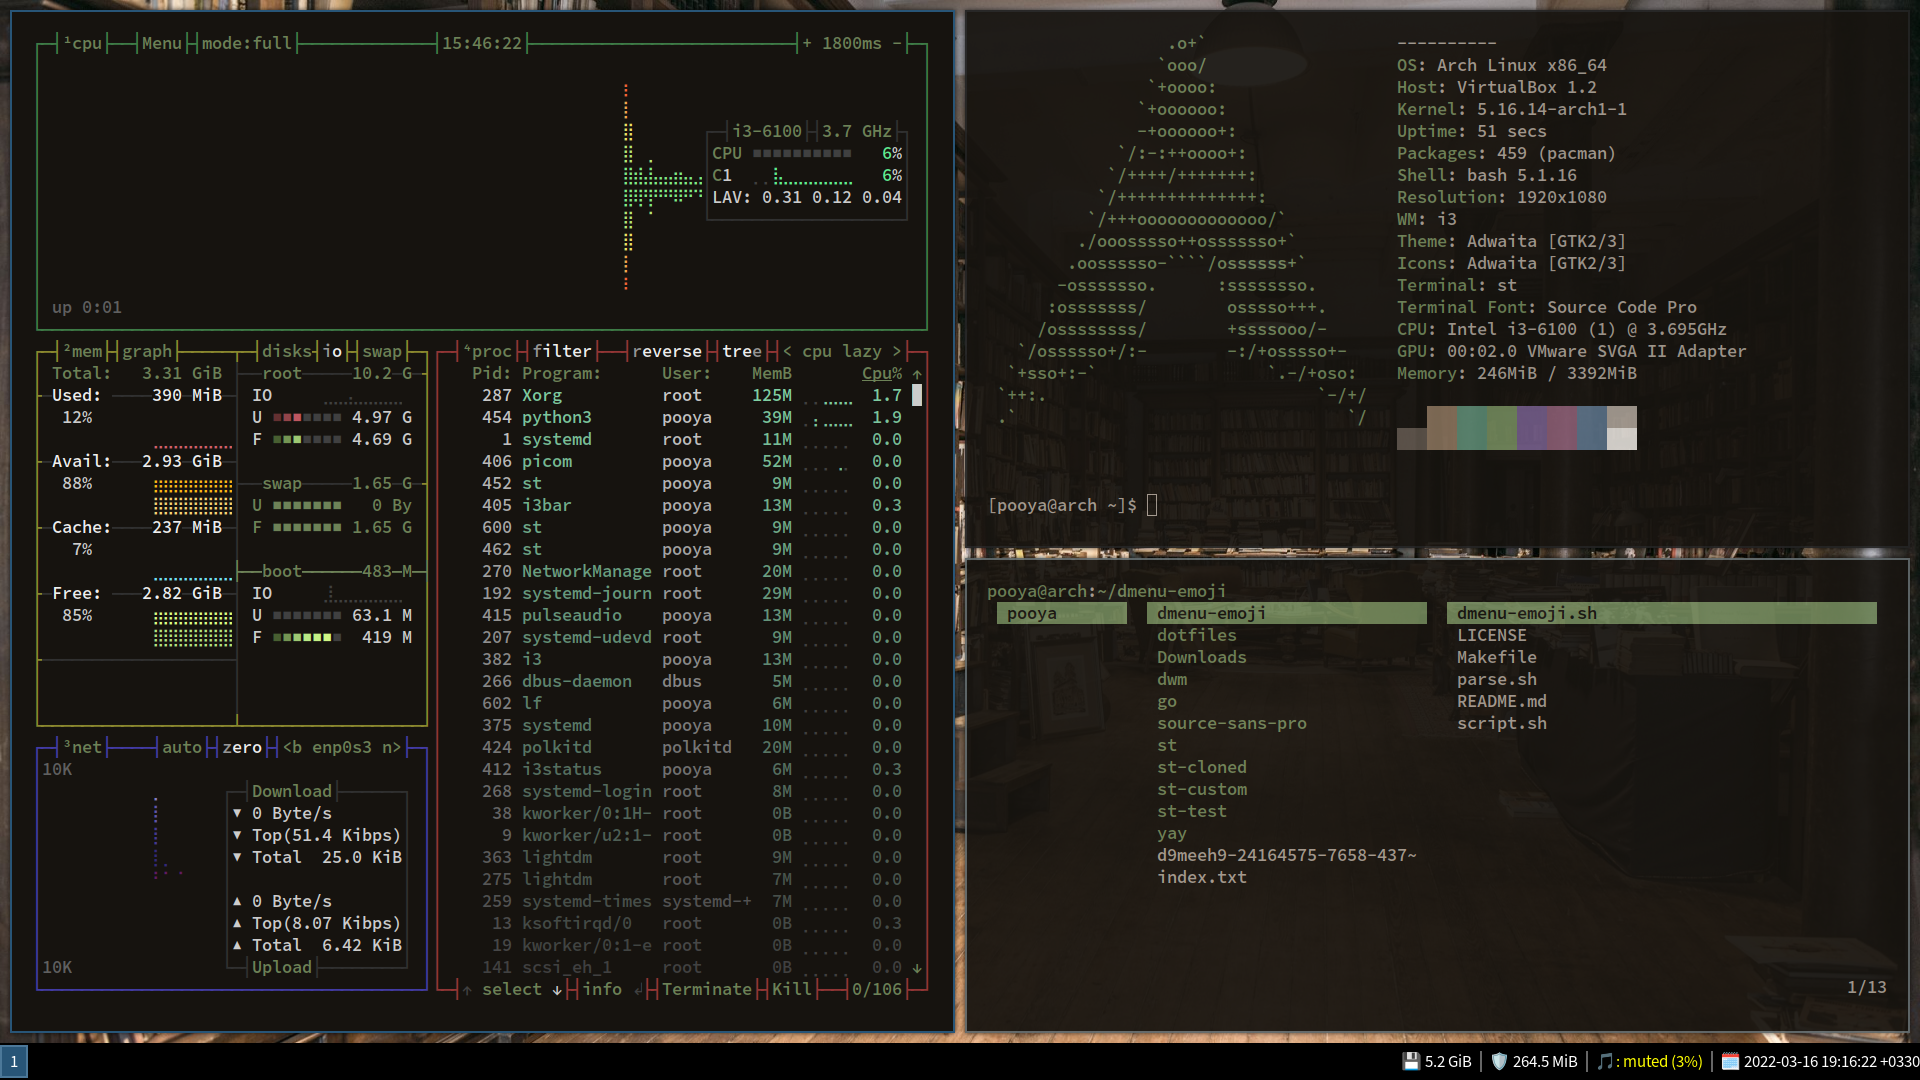 ¹cpu Menu mode:full 15:46:22 + 1800ms -
i3-6100 3.7 GHz
CPU 6%
C1 6%
LAV: 0.31 0.12 0.04
up 0:01
²mem graph disks io swap
Total: 3.31 GiB
Used: 390 MiB
12%
Avail: 2.93 GiB
88%
Cache: 237 MiB
7%
Free: 2.82 GiB
85%
root 10.2 G
IO
U 4.97 G
F 4.69 G
swap 1.65 G
U 0 By
F 1.65 G
boot 483 M
IO
U 63.1 M
F 419 M
³net auto zero <b enp0s3 n>
10K
Download
▼ 0 Byte/s
▼ Top(51.4 Kibps)
▼ Total 25.0 KiB
▲ 0 Byte/s
▲ Top(8.07 Kibps)
▲ Total 6.42 KiB
Upload
10K
⁴proc filter reverse tree < cpu lazy >
Pid: Program: User: MemB Cpu% ↑
287 Xorg root 125M 1.7
454 python3 pooya 39M 1.9
1 systemd root 11M 0.0
406 picom pooya 52M 0.0
452 st pooya 9M 0.0
405 i3bar pooya 13M 0.3
600 st pooya 9M 0.0
462 st pooya 9M 0.0
270 NetworkManage root 20M 0.0
192 systemd-journ root 29M 0.0
415 pulseaudio pooya 13M 0.0
207 systemd-udevd root 9M 0.0
382 i3 pooya 13M 0.0
266 dbus-daemon dbus 5M 0.0
602 lf pooya 6M 0.0
375 systemd pooya 10M 0.0
424 polkitd polkitd 20M 0.0
412 i3status pooya 6M 0.3
268 systemd-login root 8M 0.0
38 kworker/0:1H- root 0B 0.0
9 kworker/u2:1- root 0B 0.0
363 lightdm root 9M 0.0
275 lightdm root 7M 0.0
259 systemd-times systemd-+ 7M 0.0
13 ksoftirqd/0 root 0B 0.3
19 kworker/0:1-e root 0B 0.0
141 scsi_eh_1 root 0B 0.0 ↓
↑ select ↓ info ↲ Terminate Kill 0/106
.o+`
`ooo/
`+oooo:
`+oooooo:
-+oooooo+:
`/:-:++oooo+:
`/++++/+++++++:
`/++++++++++++++:
`/+++ooooooooooooo/`
./ooosssso++osssssso+`
.oossssso-````/ossssss+`
-osssssso. :ssssssso.
:osssssss/ osssso+++.
/ossssssss/ +ssssooo/-
`/ossssso+/:- -:/+osssso+-
`+sso+:-` `.-/+oso:
`++:. `-/+/
.` `/
----------
OS: Arch Linux x86_64
Host: VirtualBox 1.2
Kernel: 5.16.14-arch1-1
Uptime: 51 secs
Packages: 459 (pacman)
Shell: bash 5.1.16
Resolution: 1920x1080
WM: i3
Theme: Adwaita [GTK2/3]
Icons: Adwaita [GTK2/3]
Terminal: st
Terminal Font: Source Code Pro
CPU: Intel i3-6100 (1) @ 3.695GHz
GPU: 00:02.0 VMware SVGA II Adapter
Memory: 246MiB / 3392MiB
[pooya@arch ~]$
pooya@arch:~/dmenu-emoji
pooya
dmenu-emoji
dotfiles
Downloads
dwm
go
source-sans-pro
st
st-cloned
st-custom
st-test
yay
d9meeh9-24164575-7658-437~
index.txt
dmenu-emoji.sh
LICENSE
Makefile
parse.sh
README.md
script.sh
1/13
1
💾 5.2 GiB | 🛡️ 264.5 MiB | 🎵: muted (3%) | 🗓️ 2022-03-16 19:16:22 +0330